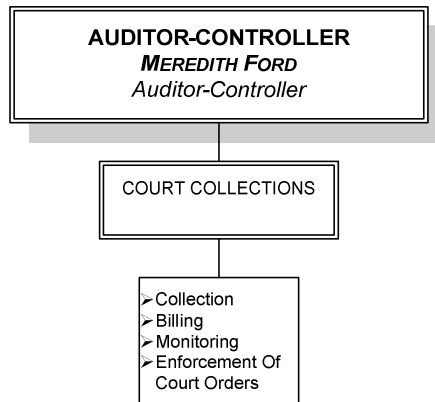 AUDITOR-CONTROLLER
MEREDITH FORD
Auditor-Controller
COURT COLLECTIONS
➢Collection
➢Billing
➢Monitoring
➢Enforcement Of
Court Orders